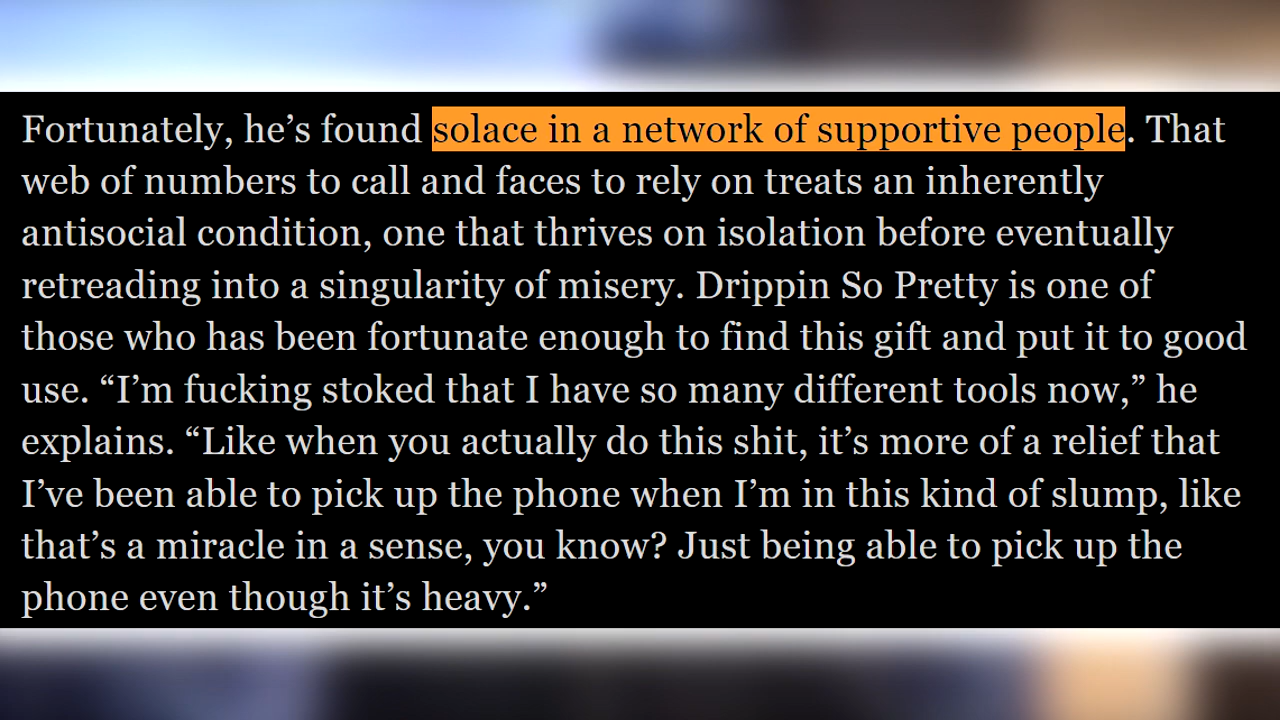 Fortunately, he’s found solace in a network of supportive people. That
web of numbers to call and faces to rely on treats an inherently
antisocial condition, one that thrives on isolation before eventually
retreading into a singularity of misery. Drippin So Pretty is one of
those who has been fortunate enough to find this gift and put it to good
use. “I’m fucking stoked that I have so many different tools now,” he
explains. “Like when you actually do this shit, it’s more of a relief that
I’ve been able to pick up the phone when I’m in this kind of slump, like
that’s a miracle in a sense, you know? Just being able to pick up the
phone even though it’s heavy.”